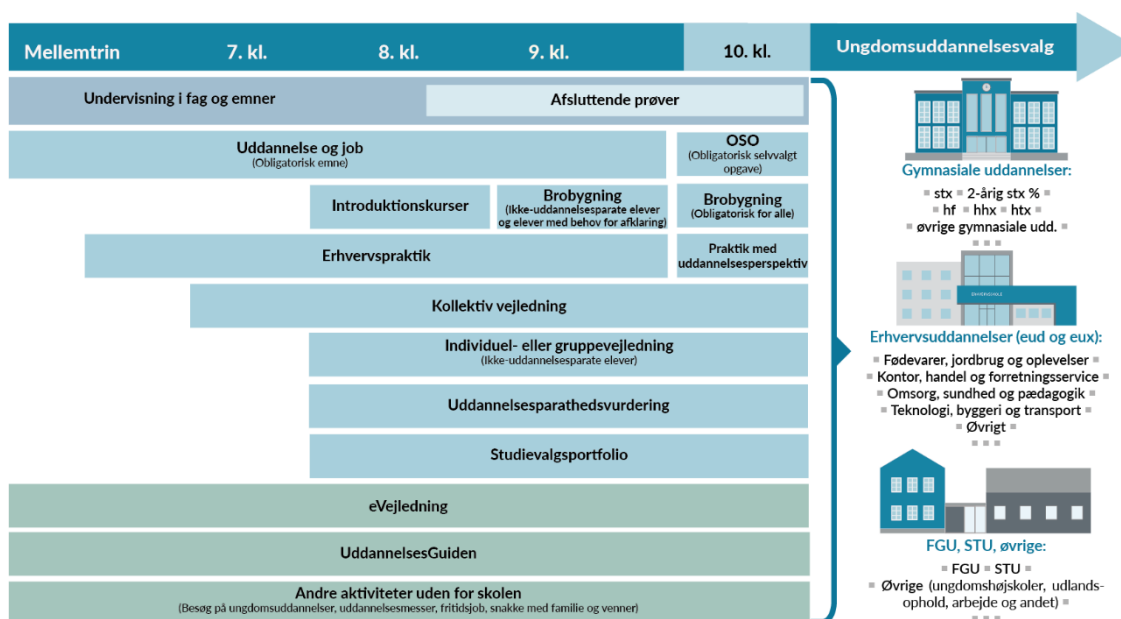 Mellemtrin 7. kl. 8. kl. 9. kl. 10. kl. Ungdomsuddannelsesvalg
Undervisning i fag og emner Afsluttende prøver
Uddannelse og job
(Obligatorisk emne)
OSO
(Obligatorisk selvvalgt
opgave)
Introduktionskurser
Brobygning
(Ikke-uddannelsesparate elever
og elever med behov for afklaring)
Brobygning
(Obligatorisk for alle)
Erhvervspraktik
Praktik med
uddannelsesperspektiv
Kollektiv vejledning
Individuel- eller gruppevejledning
(Ikke-uddannelsesparate elever)
Uddannelsesparathedsvurdering
Studievalgsportfolio
eVejledning
UddannelsesGuiden
Andre aktiviteter uden for skolen
(Besøg på ungdomsuddannelser, uddannelsesmesser, fritidsjob, snakke med familie og venner)
Gymnasiale uddannelser:
▪ stx ▪ 2-årig stx %
▪ hf ▪ hhx ▪ htx ▪
▪ øvrige gymnasiale udd. ▪
▪ ▪ ▪
Erhvervsuddannelser (eud og eux):
▪ Fødevarer, jordbrug og oplevelser
▪ Kontor, handel og forretningsservice ▪
▪ Omsorg, sundhed og pædagogik ▪
▪ Teknologi, byggeri og transport ▪
▪ Øvrigt ▪
▪ ▪ ▪
FGU, STU, øvrige:
▪ FGU ▪ STU ▪
▪ Øvrige (ungdomshøjskoler, udlands-
ophold, arbejde og andet) ▪
▪ ▪ ▪